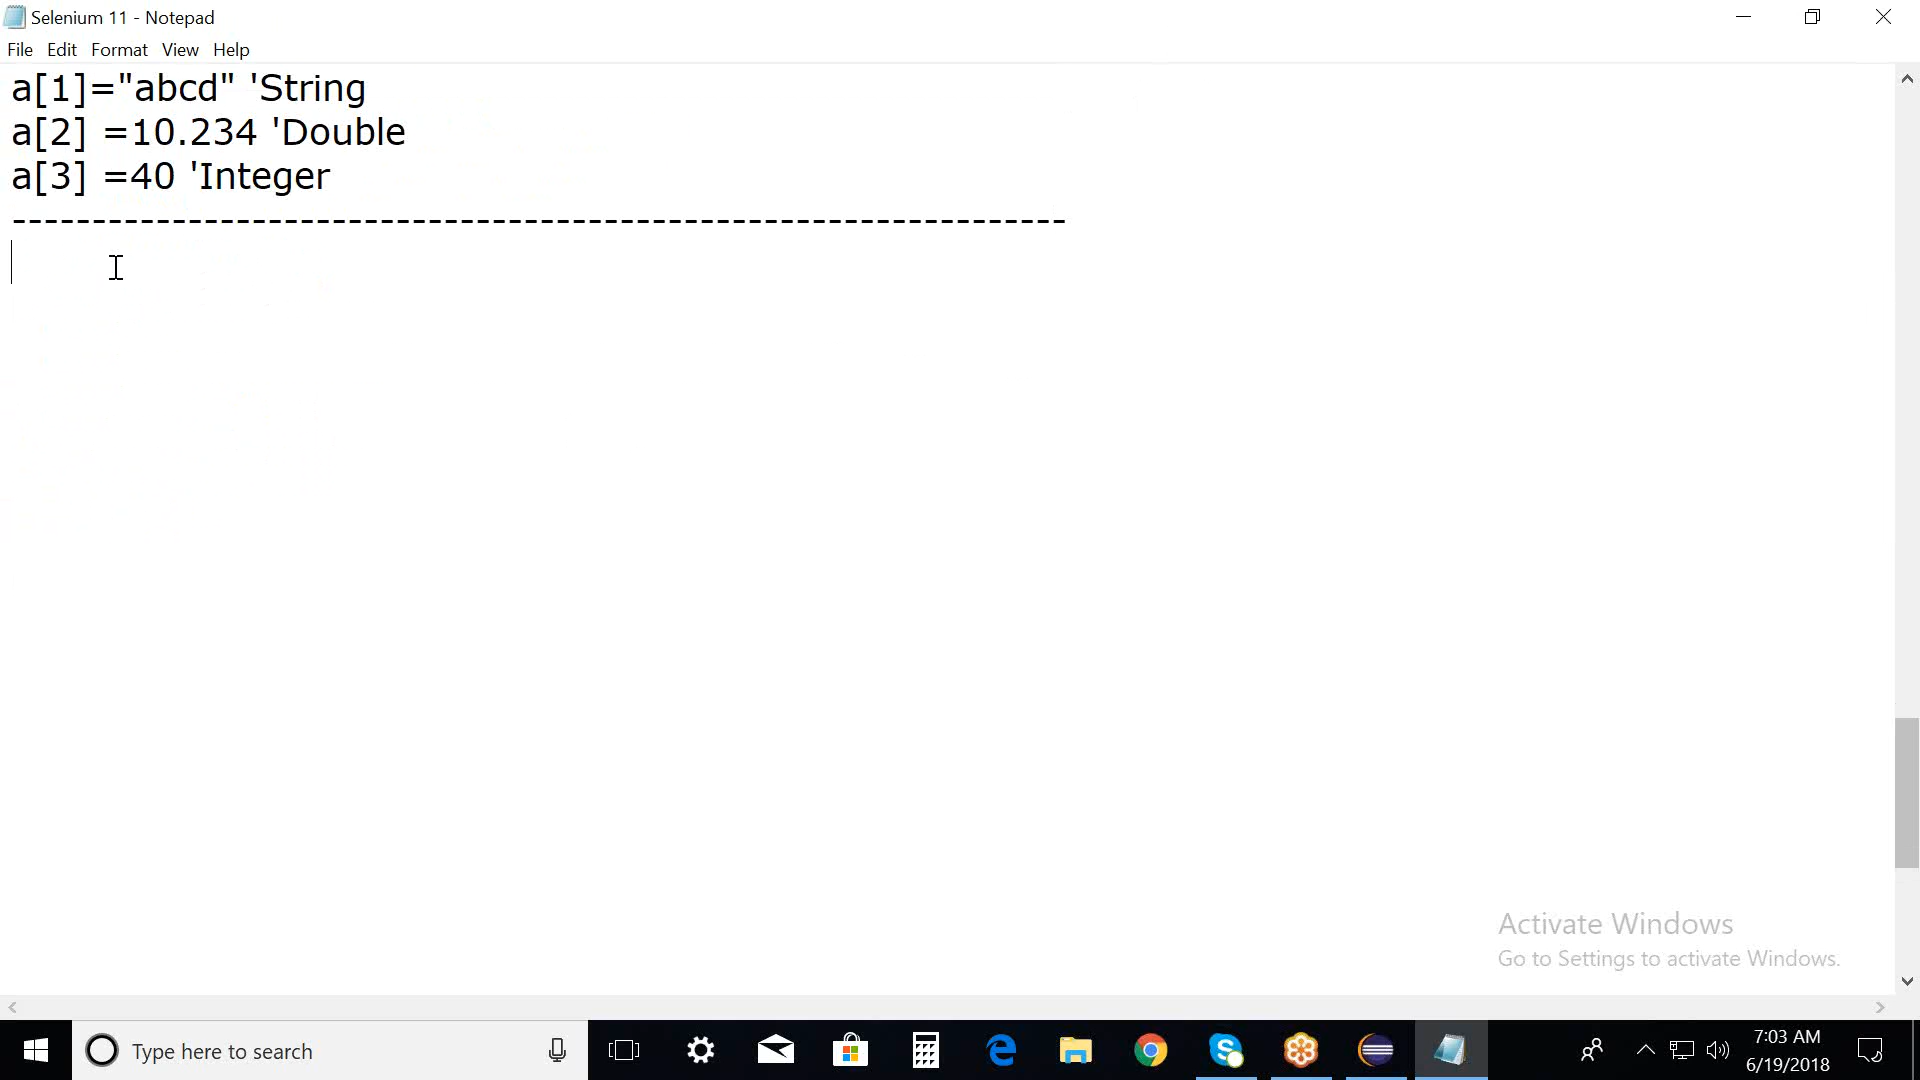 Selenium 11 - Notepad
File Edit Format View Help
a[1]="abcd" 'String
a[2] =10.234 'Double
a[3] =40 'Integer
------------------------------------------------------------------
Activate Windows
Go to Settings to activate Windows.
Type here to search
7:03 AM
6/19/2018